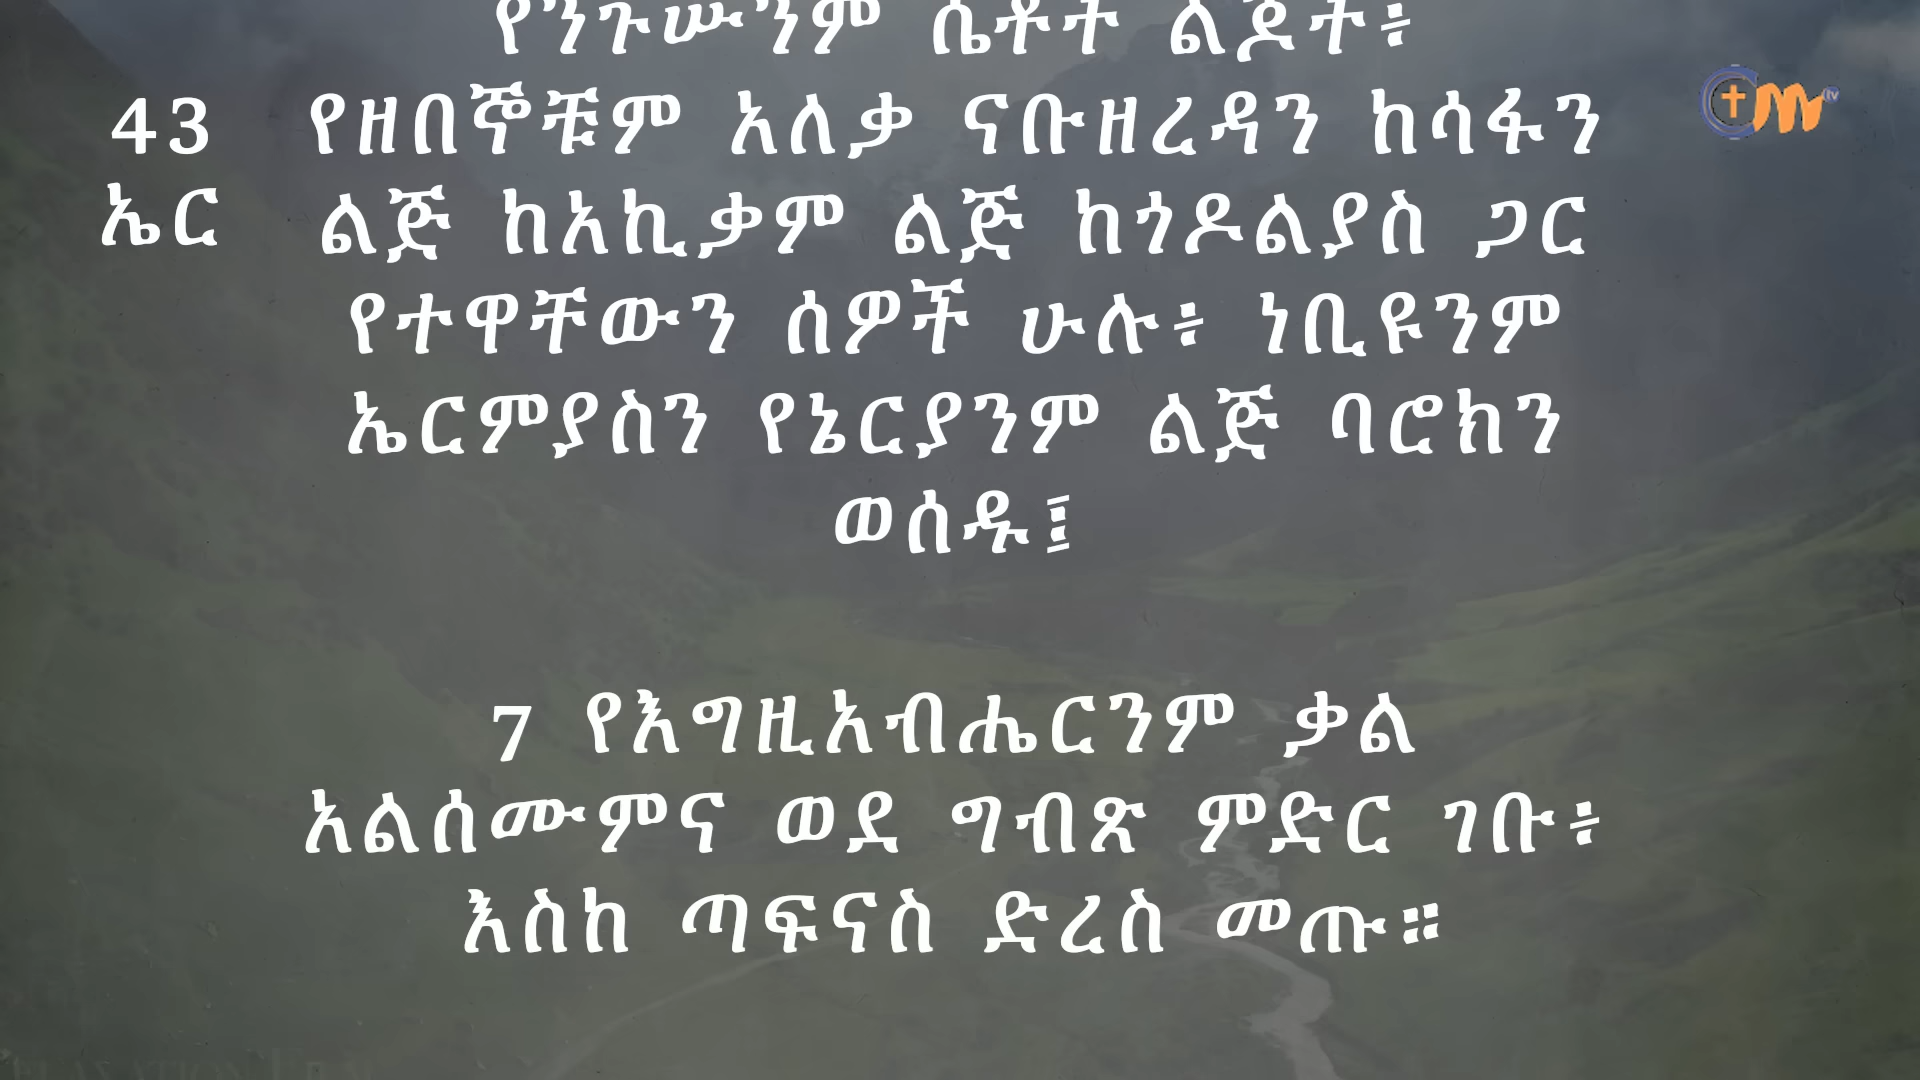 የንጉሡንም ሴቶች ልጆች፥
43 የዘበኞቹም አለቃ ናቡዘረዳን ከሳፋን
ኤር ልጅ ከአኪቃም ልጅ ከጎዶልያስ ጋር
የተዋቸውን ሰዎች ሁሉ፥ ነቢዩንም
ኤርምያስን የኔርያንም ልጅ ባሮክን
ወሰዱ፤
7 የእግዚአብሔርንም ቃል
አልሰሙምና ወደ ግብጽ ምድር ገቡ፥
እስከ ጣፍናስ ድረስ መጡ።